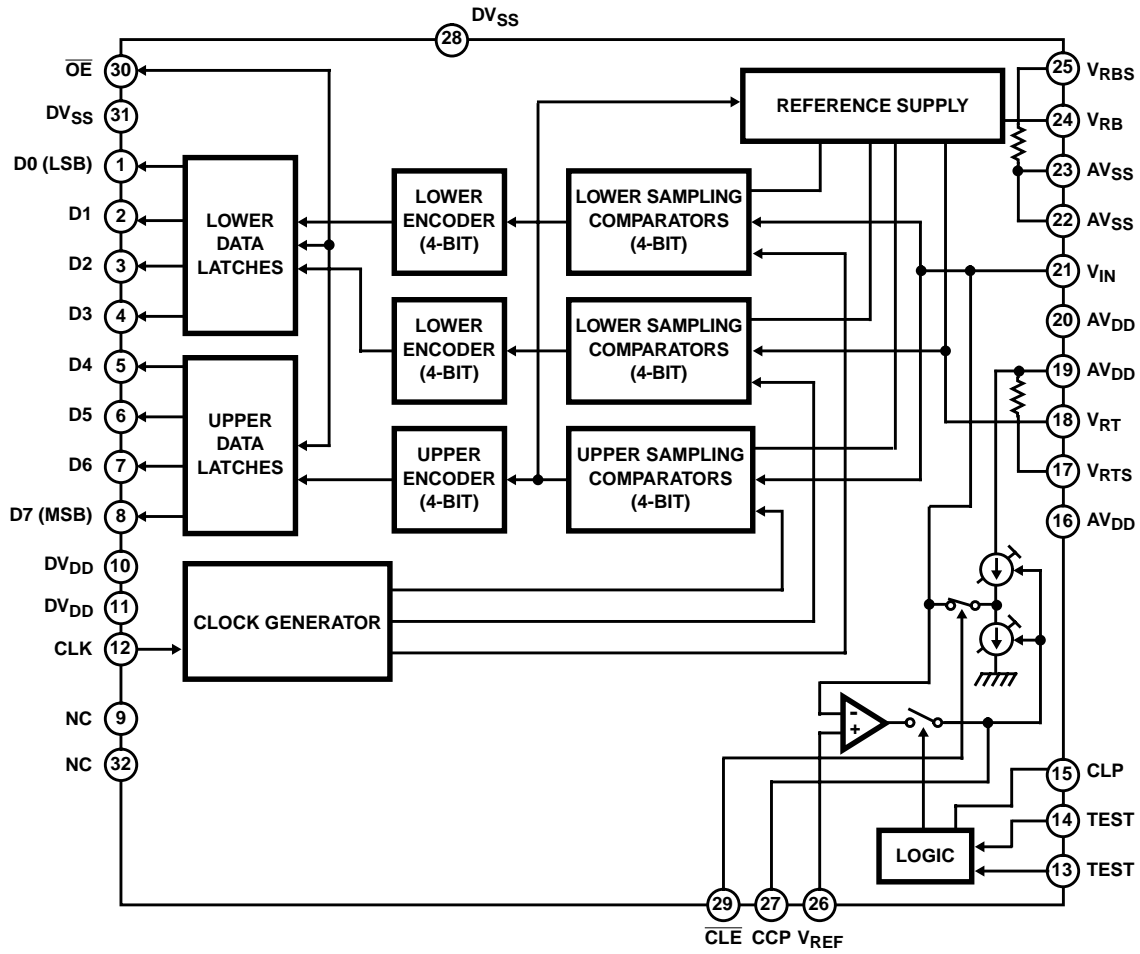 DVSS
28
OE
30
DVSS
31
D0 (LSB)
1
D1
2
D2
3
D3
4
D4
5
D5
6
D6
7
D7 (MSB)
8
DVDD
10
DVDD
11
CLK
12
NC
9
NC
32
LOWER
DATA
LATCHES
UPPER
DATA
LATCHES
CLOCK GENERATOR
LOWER
ENCODER
(4-BIT)
LOWER
ENCODER
(4-BIT)
UPPER
ENCODER
(4-BIT)
REFERENCE SUPPLY
LOWER SAMPLING
COMPARATORS
(4-BIT)
LOWER SAMPLING
COMPARATORS
(4-BIT)
UPPER SAMPLING
COMPARATORS
(4-BIT)
25
VRBS
24
VRB
23
AVSS
22
AVSS
21
VIN
20
AVDD
19
AVDD
18
VRT
17
VRTS
16
AVDD
-
+
LOGIC
15
CLP
14
TEST
13
TEST
29
CLE
27
CCP
26
VREF